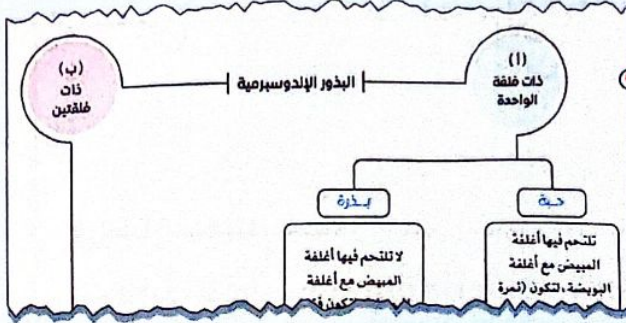 (أ)
ذات فلقة
الواحدة
البذور الإندوسبرمية
(ب)
ذات
فلقتين
حبة
بذرة
تلتحم فيها أغلفة
المبيض مع أغلفة
البويضة، لتكون (ثمرة
لا تلتحم فيها أغلفة
المبيض مع أغلفة